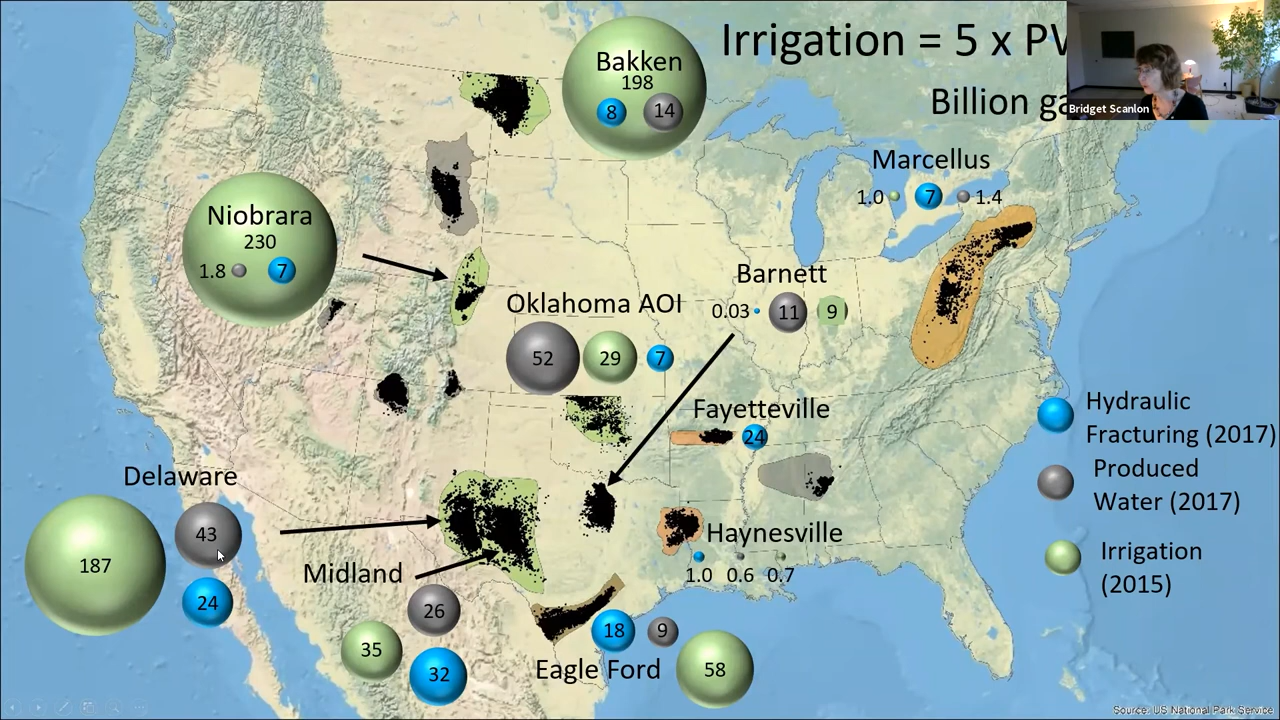 Irrigation = 5 x PV
Billion ga
Bridget Scanlon
Bakken
198
8 14
Marcellus
1.0 7 1.4
Niobrara
230
1.8 7
Barnett
0.03 11 9
Oklahoma AOI
52 29 7
Fayetteville
24
Hydraulic
Fracturing (2017)
Produced
Water (2017)
Irrigation
(2015)
Delaware
43
187
24
Haynesville
1.0 0.6 0.7
Midland
26
35
32
18 9
Eagle Ford
58
Source: US National Park Service